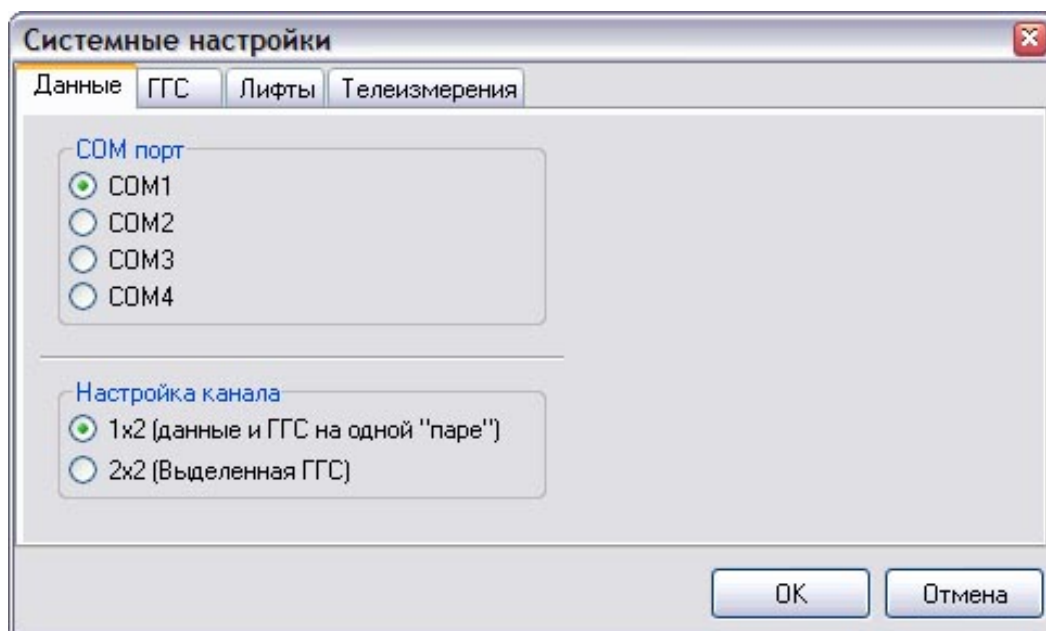 Системные настройки
Данные ГГС Лифты Телеизмерения
COM порт
COM1
COM2
COM3
COM4
Настройка канала
1x2 (данные и ГГС на одной "паре")
2x2 (Выделенная ГГС)
OK Отмена